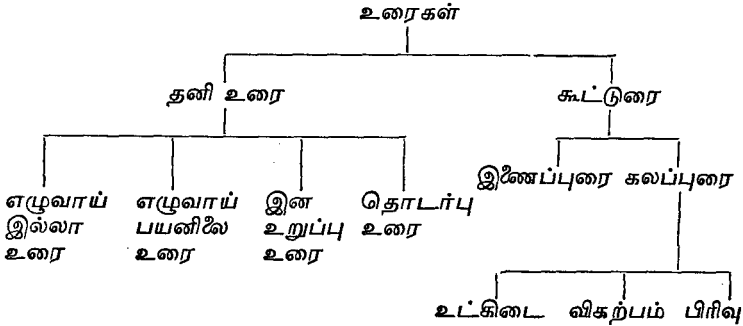 உரைகள்
தனி உரை கூட்டுரை
எழுவாய் இல்லா உரை
எழுவாய் பயனிலை உரை
இன உறுப்பு உரை
தொடர்பு உரை
இணைப்புரை கலப்புரை
உட்கிடை விகற்பம் பிரிவு